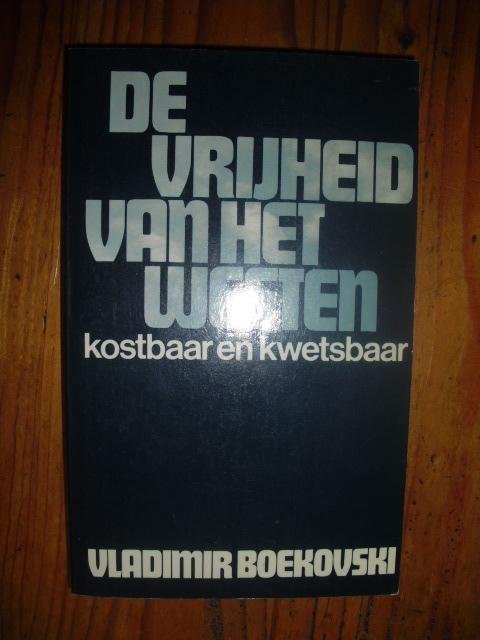 DE
VRIJHEID
VAN HET
WESTEN
kostbaar en kwetsbaar
VLADIMIR BOEKOVSKI